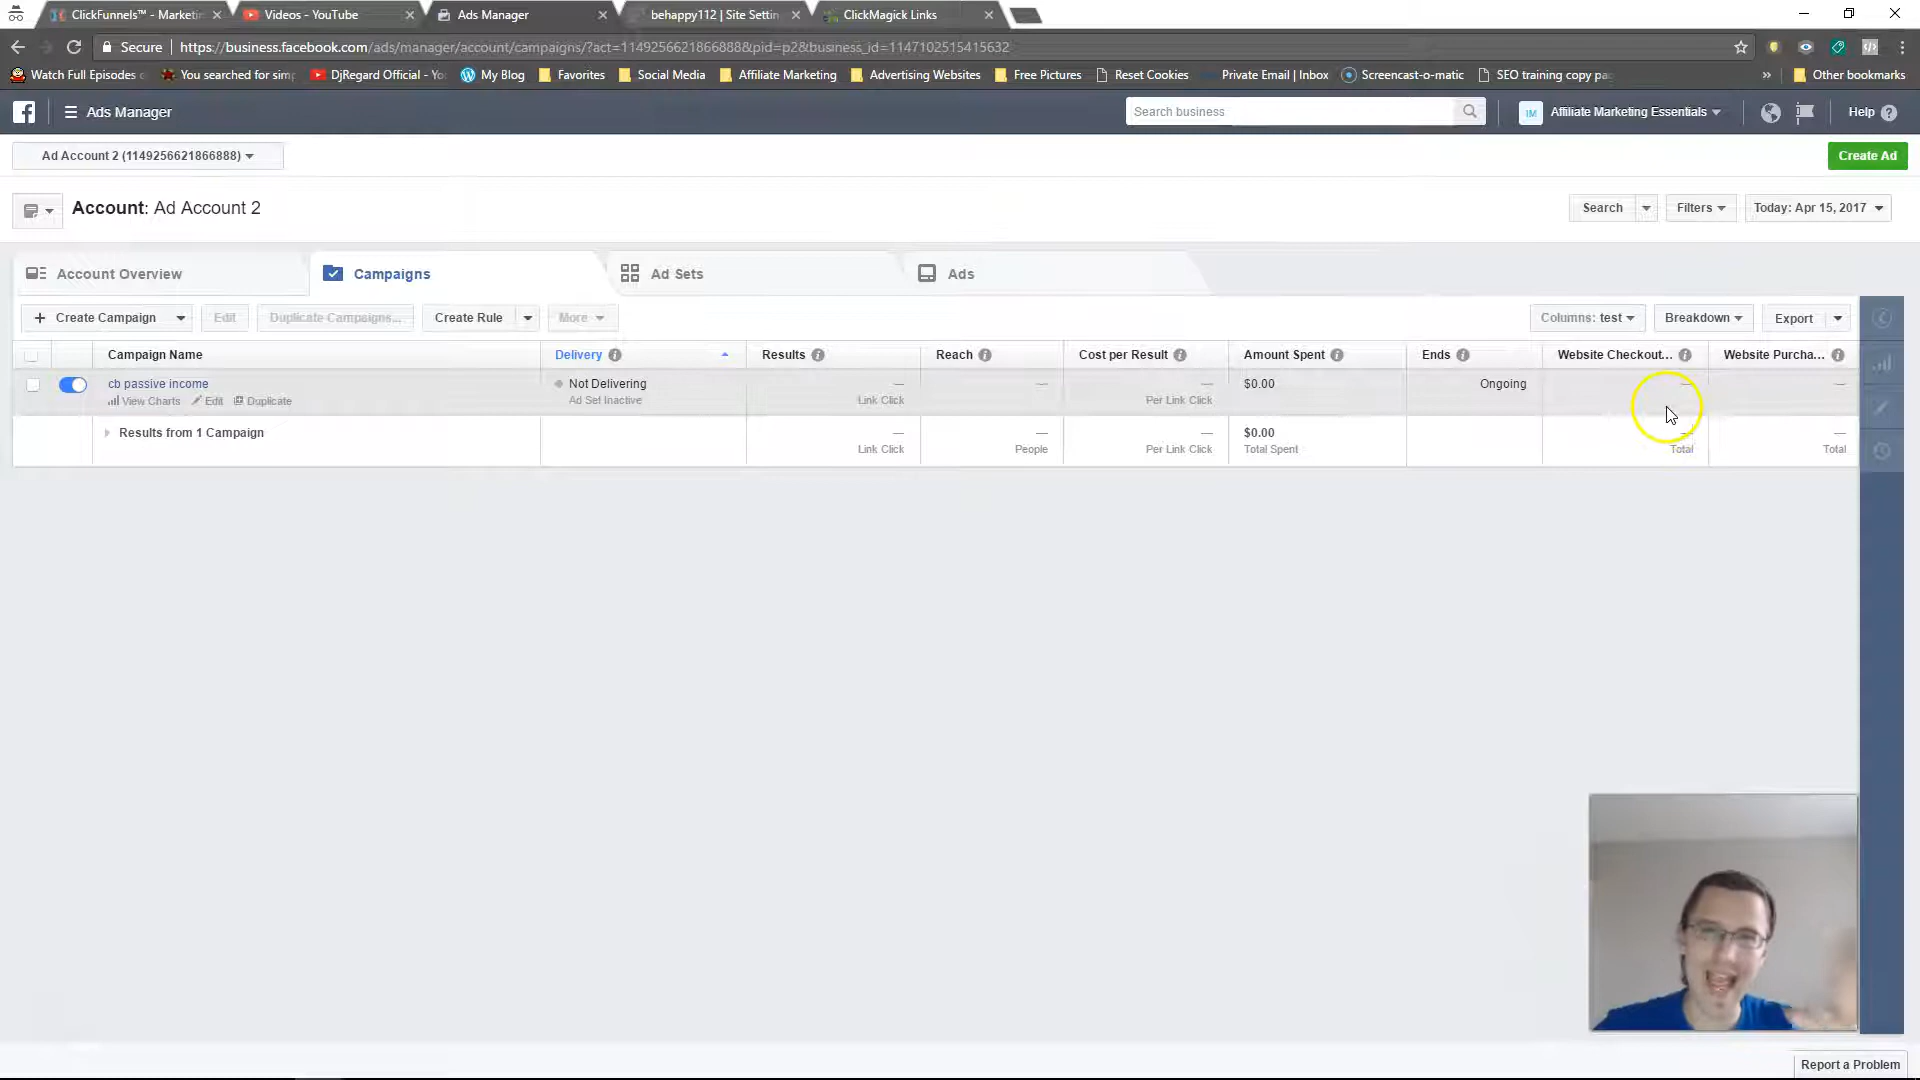 ClickFunnels™ - Marketin
Videos - YouTube
Ads Manager
behappy112 | Site Settin
ClickMagick Links
Secure
https://business.facebook.com/ads/manager/account/campaigns/?act=1149256621866888&pid=p2&business_id=1147102515415632
Watch Full Episodes o
You searched for simp
DjRegard Official - Yo
My Blog
Favorites
Social Media
Affiliate Marketing
Advertising Websites
Free Pictures
Reset Cookies
Private Email | Inbox
Screencast-o-matic
SEO training copy pa
»
Other bookmarks
Ads Manager
Search business
IM
Affiliate Marketing Essentials
Help
Ad Account 2 (1149256621866888)
Create Ad
Account: Ad Account 2
Search
Filters
Today: Apr 15, 2017
Account Overview
Campaigns
Ad Sets
Ads
+ Create Campaign
Edit
Duplicate Campaigns...
Create Rule
More
Columns: test
Breakdown
Export
Campaign Name
Delivery
Results
Reach
Cost per Result
Amount Spent
Ends
Website Checkout...
Website Purcha...
cb passive income
Not Delivering
—
—
—
$0.00
Ongoing
—
—
View Charts
Edit
Duplicate
Ad Set Inactive
Link Click
Per Link Click
Results from 1 Campaign
—
—
—
$0.00
—
—
Link Click
People
Per Link Click
Total Spent
Total
Total
Report a Problem